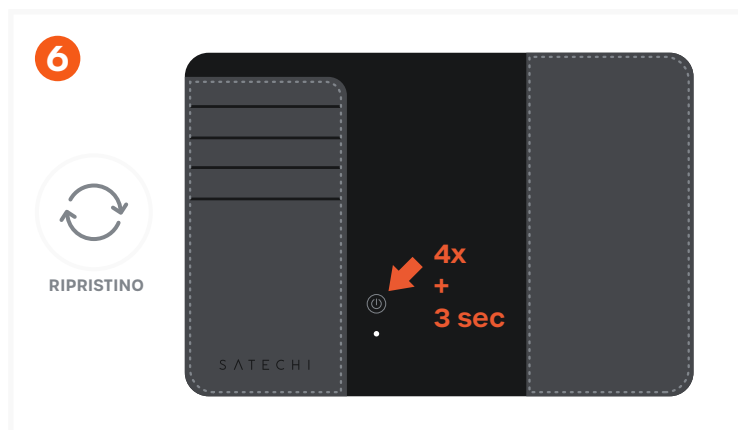 6
RIPRISTINO
4x
+
3 sec
SATECHI